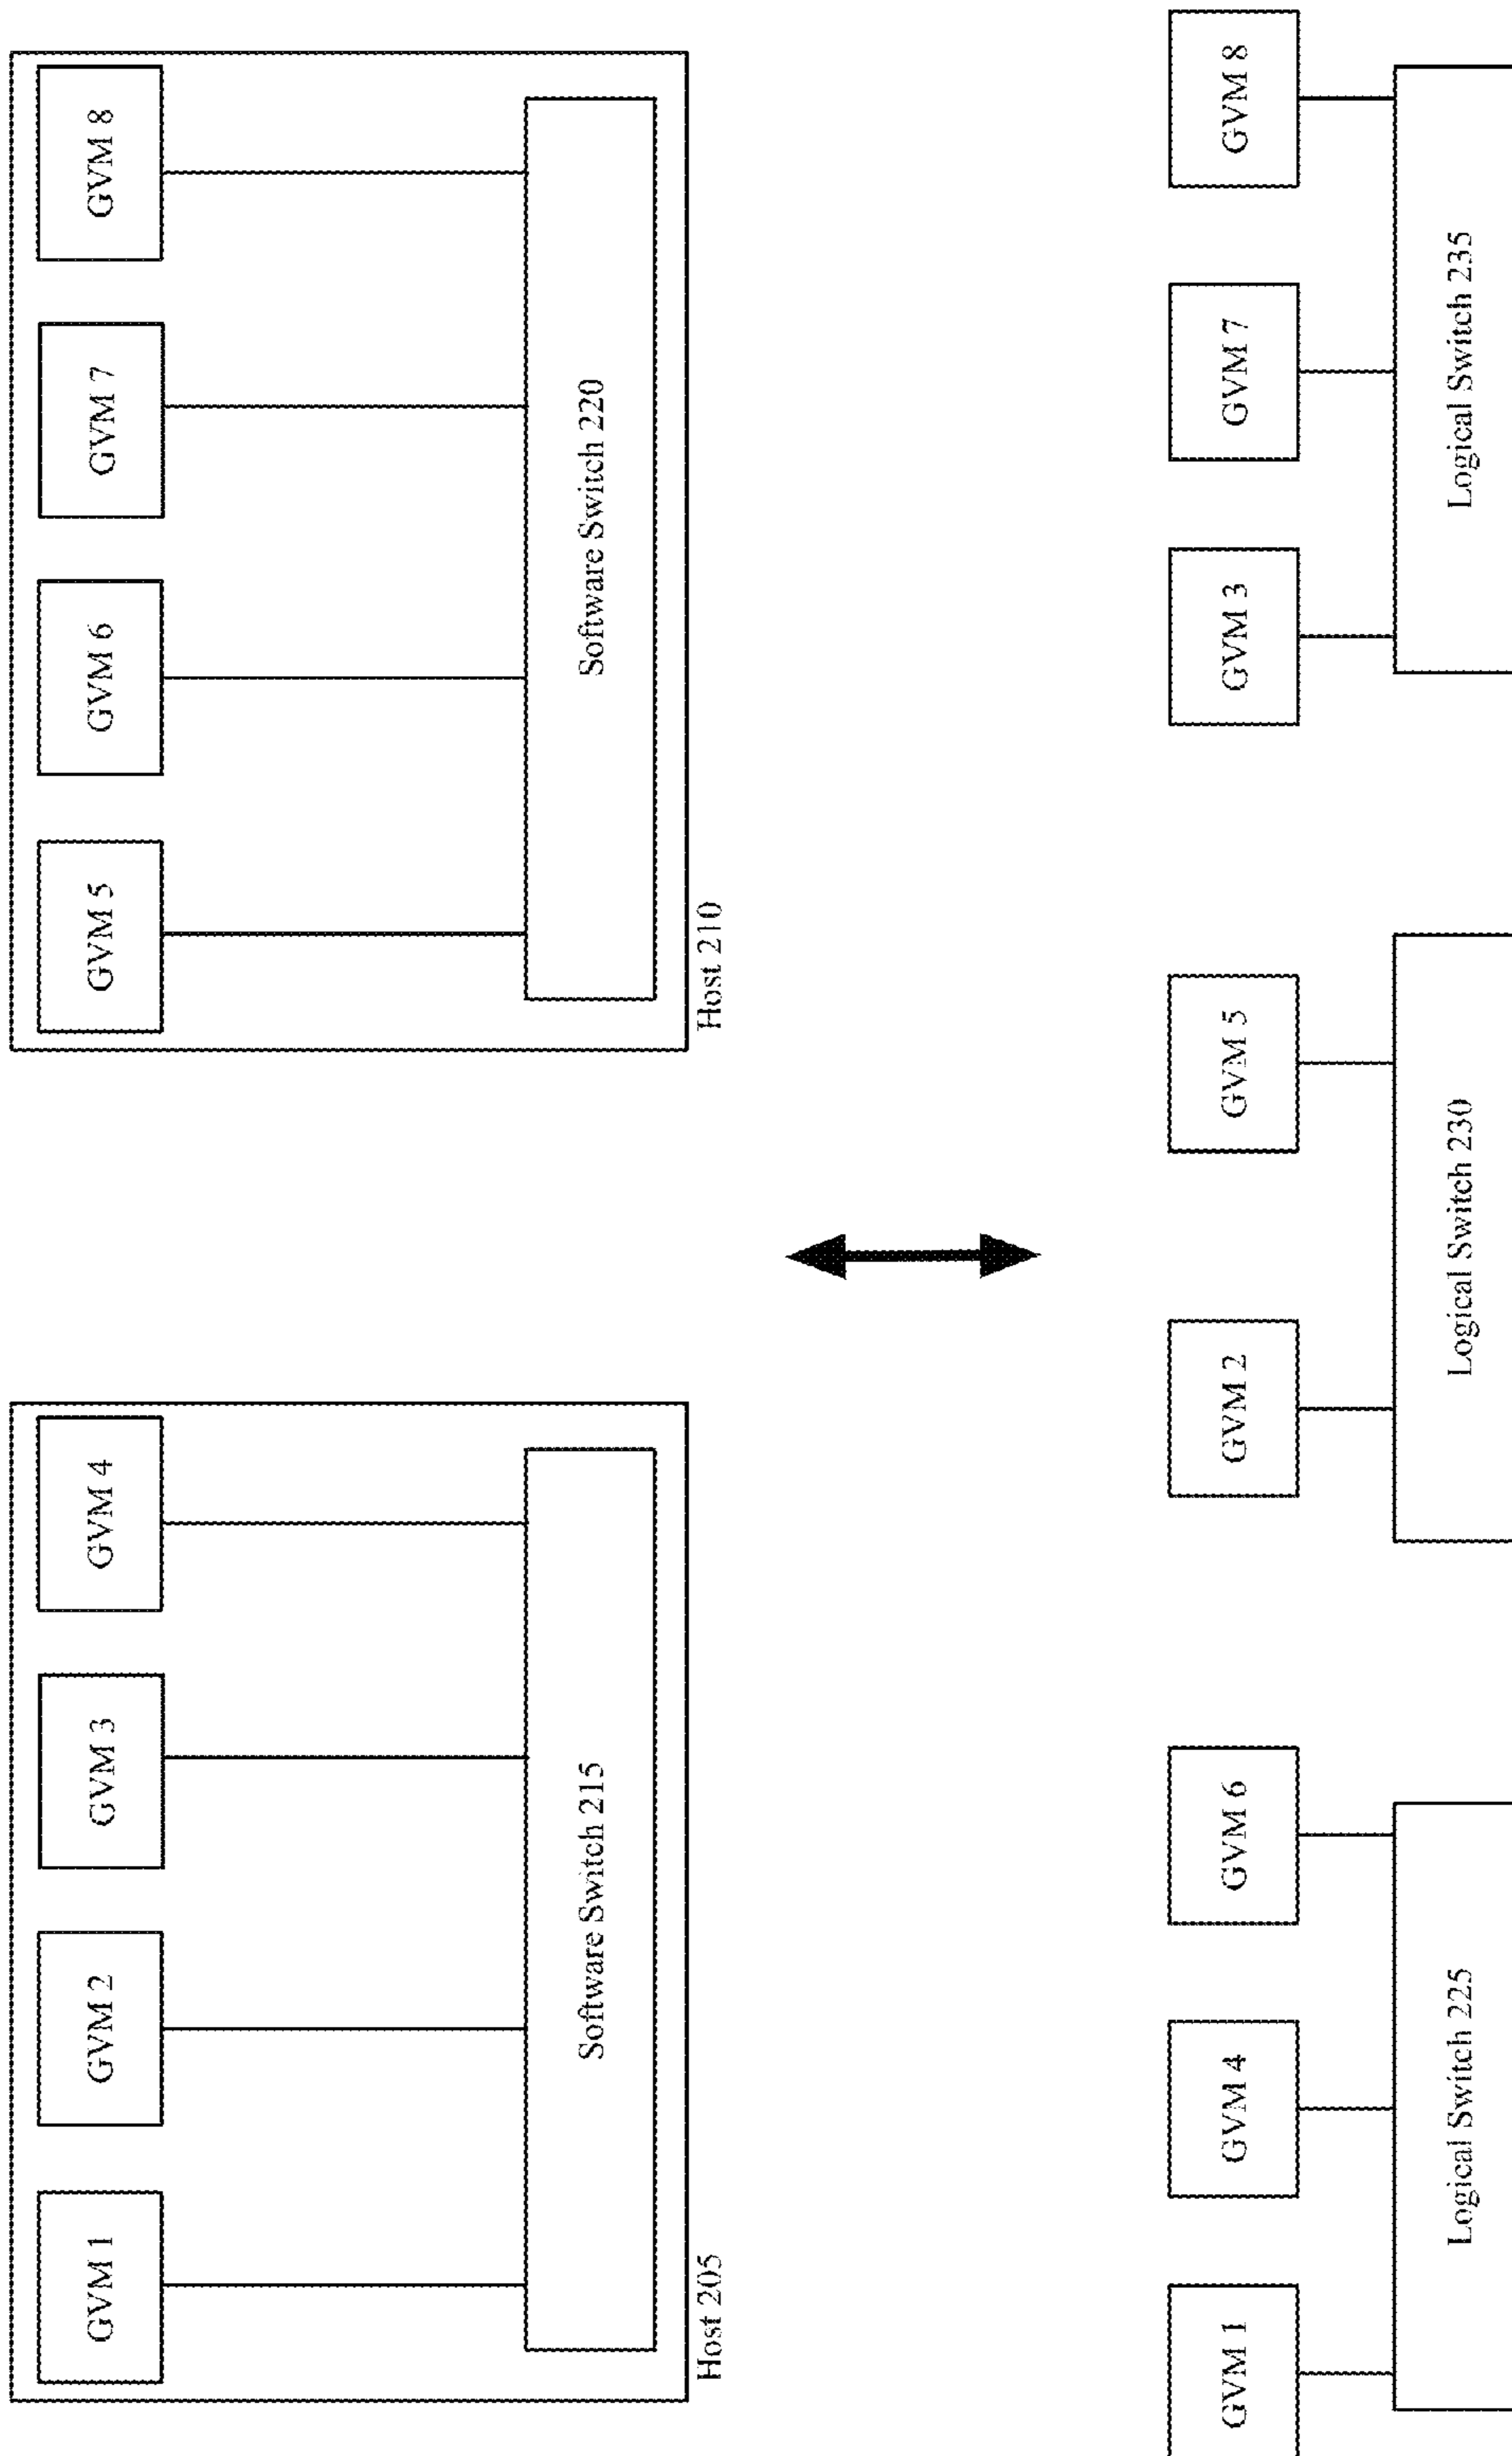 GVM 1
GVM 2
GVM 3
GVM 4
Software Switch 215
Host 205
GVM 5
GVM 6
GVM 7
GVM 8
Software Switch 220
Host 210
GVM 1
GVM 4
GVM 6
Logical Switch 225
GVM 2
GVM 5
Logical Switch 230
GVM 3
GVM 7
GVM 8
Logical Switch 235